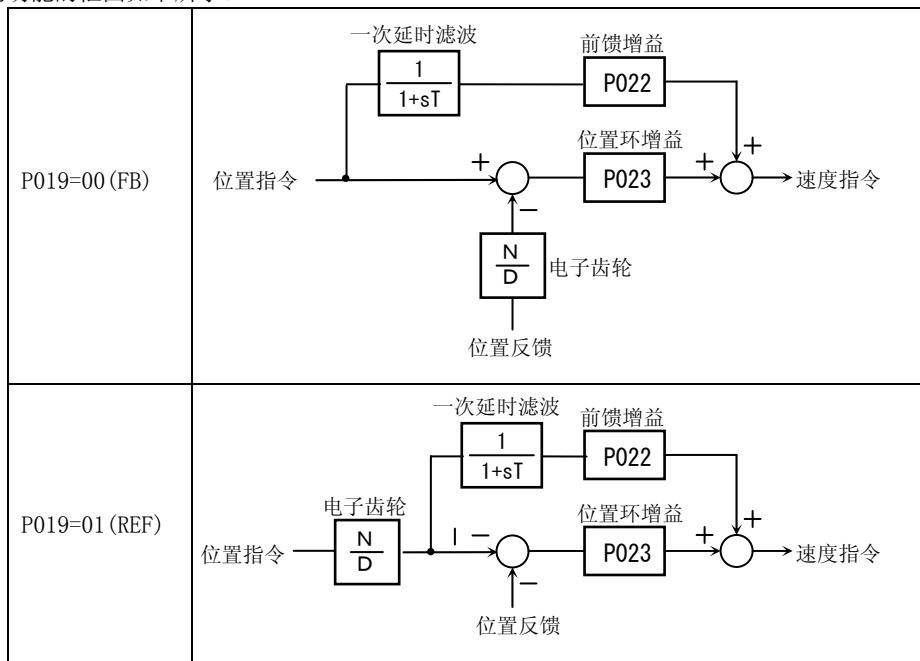 一次延时滤波
前馈增益
1
1+sT
P022
位置环增益
P019=00(FB)
位置指令
+
P023
+
+
速度指令
−
N
D
电子齿轮
位置反馈
一次延时滤波
前馈增益
1
1+sT
P022
电子齿轮
位置环增益
P019=01(REF)
位置指令
N
D
−
P023
+
+
速度指令
−
位置反馈